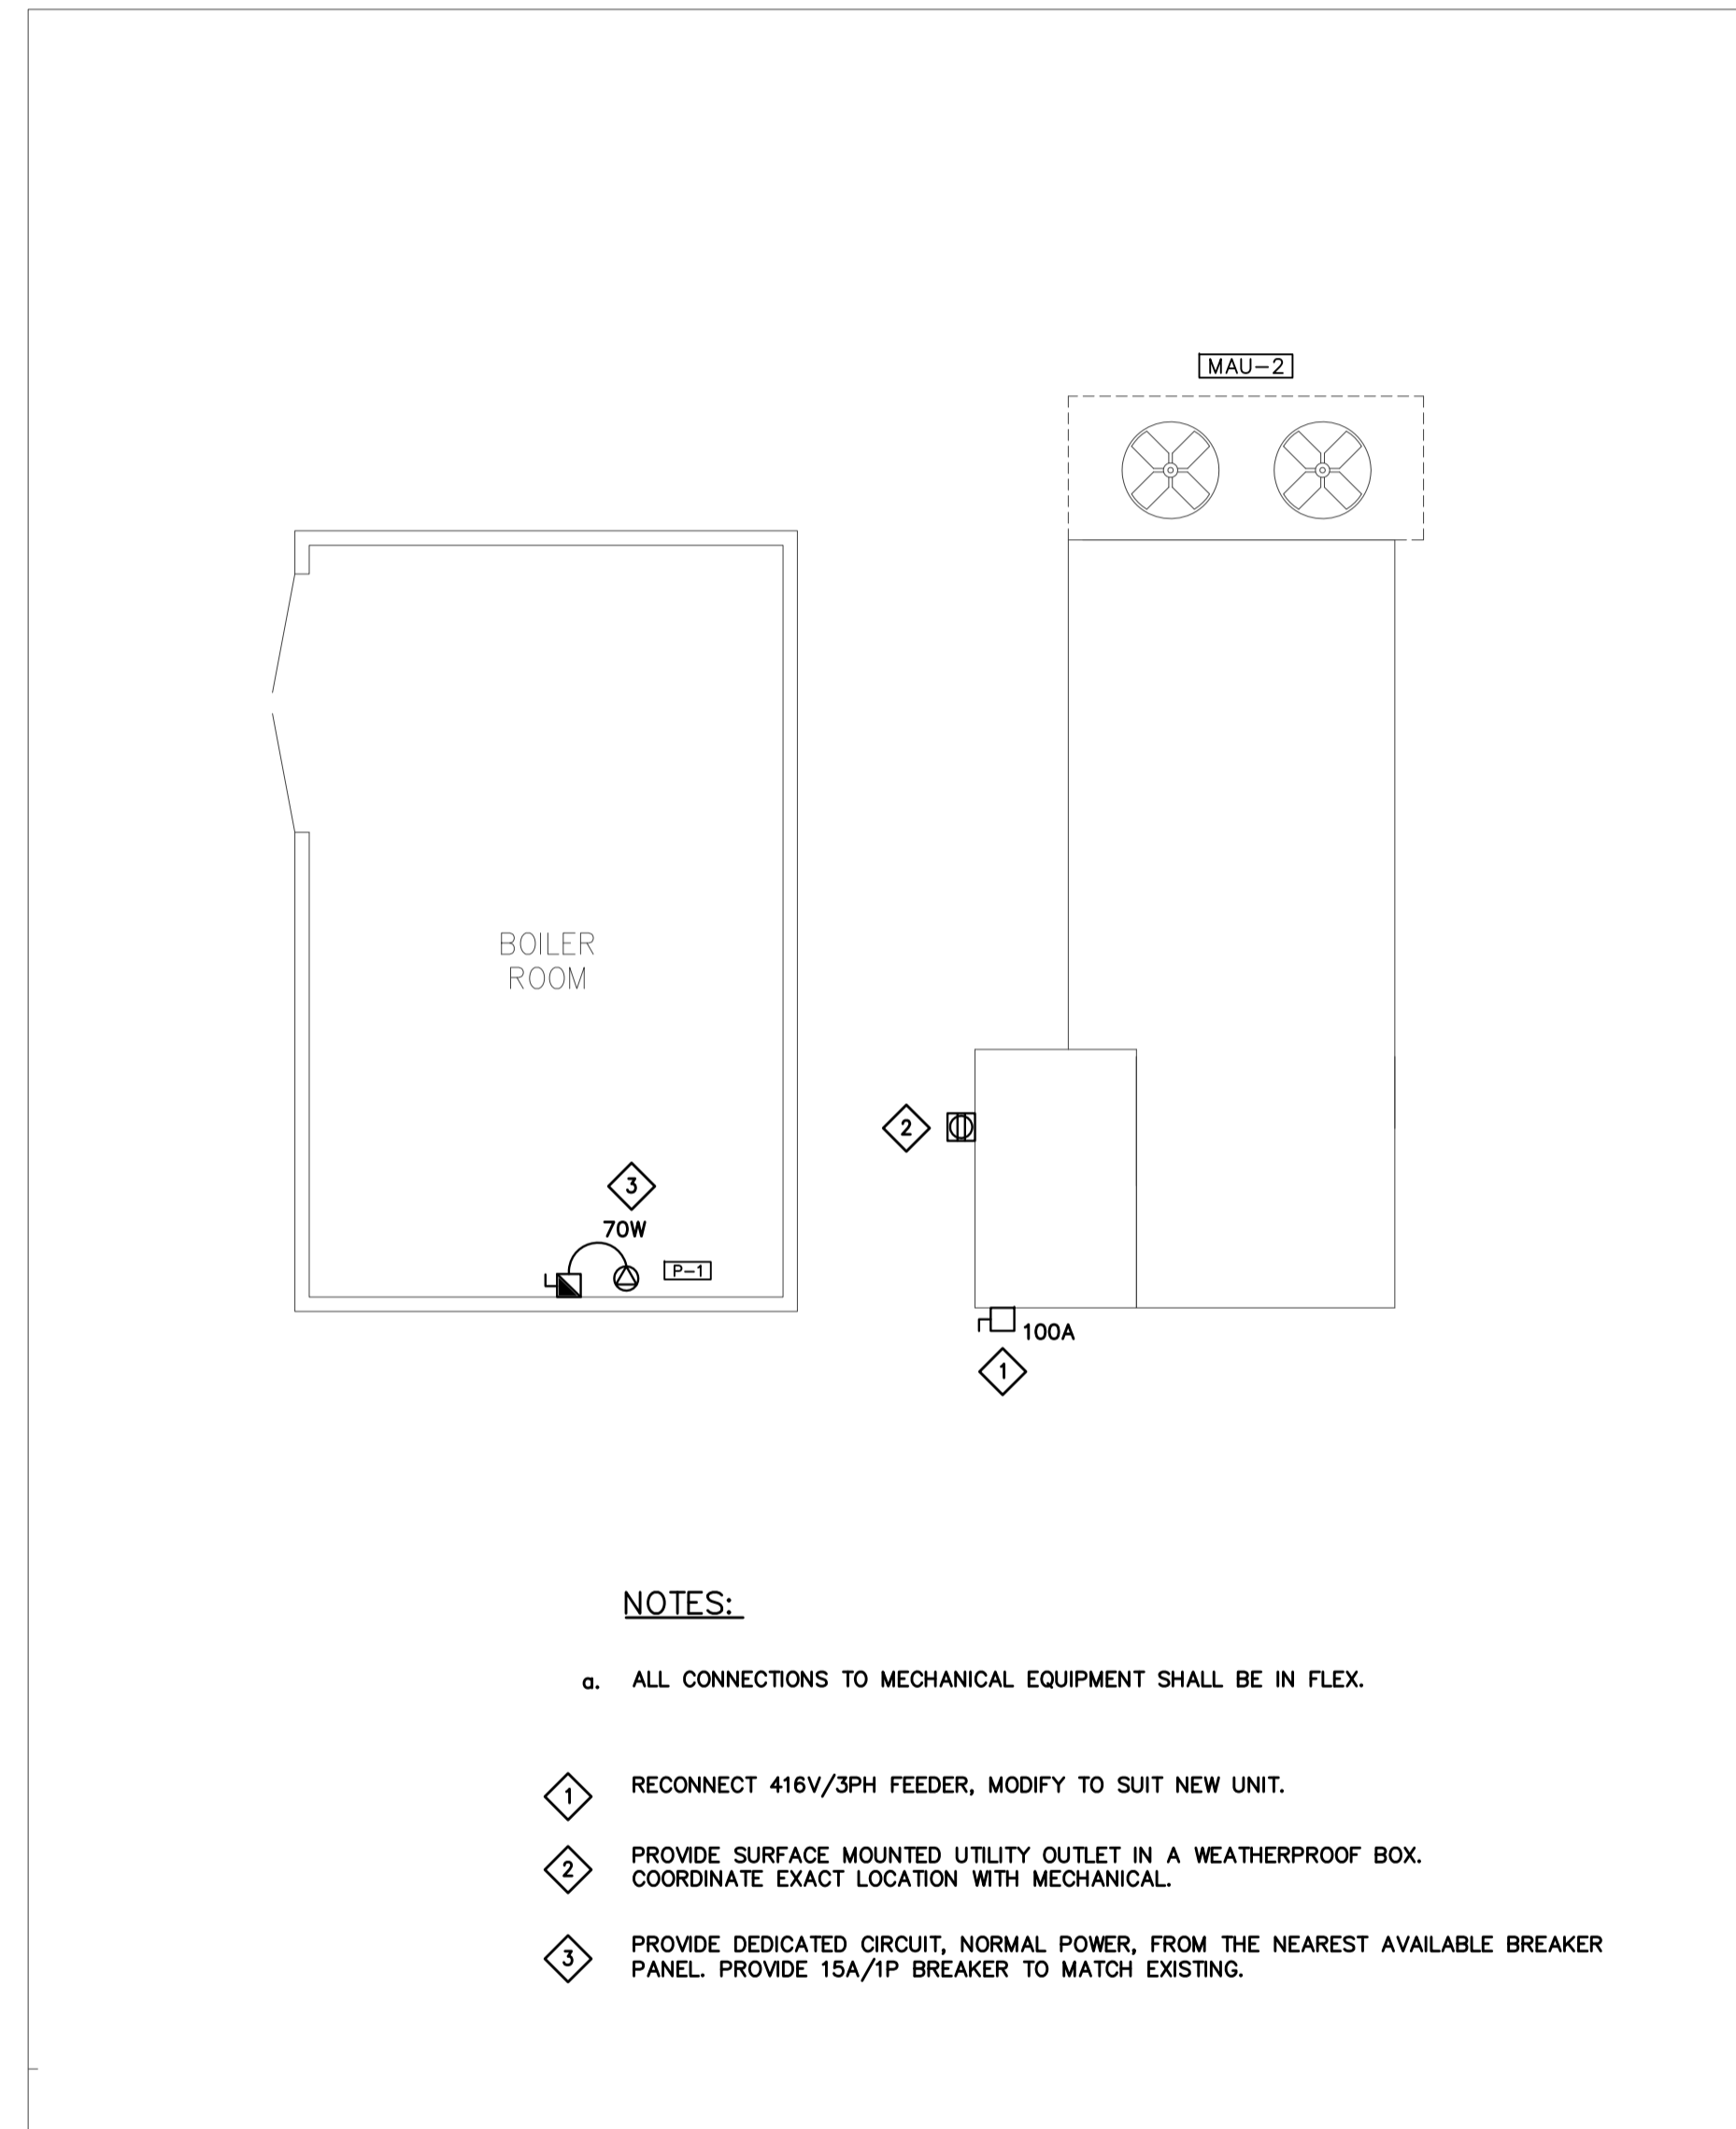 MAU-2
BOILER
ROOM
2
3
70W
P-1
100A
1
NOTES:
a. ALL CONNECTIONS TO MECHANICAL EQUIPMENT SHALL BE IN FLEX.
1 RECONNECT 416V/3PH FEEDER, MODIFY TO SUIT NEW UNIT.
2 PROVIDE SURFACE MOUNTED UTILITY OUTLET IN A WEATHERPROOF BOX.
COORDINATE EXACT LOCATION WITH MECHANICAL.
3 PROVIDE DEDICATED CIRCUIT, NORMAL POWER, FROM THE NEAREST AVAILABLE BREAKER
PANEL. PROVIDE 15A/1P BREAKER TO MATCH EXISTING.